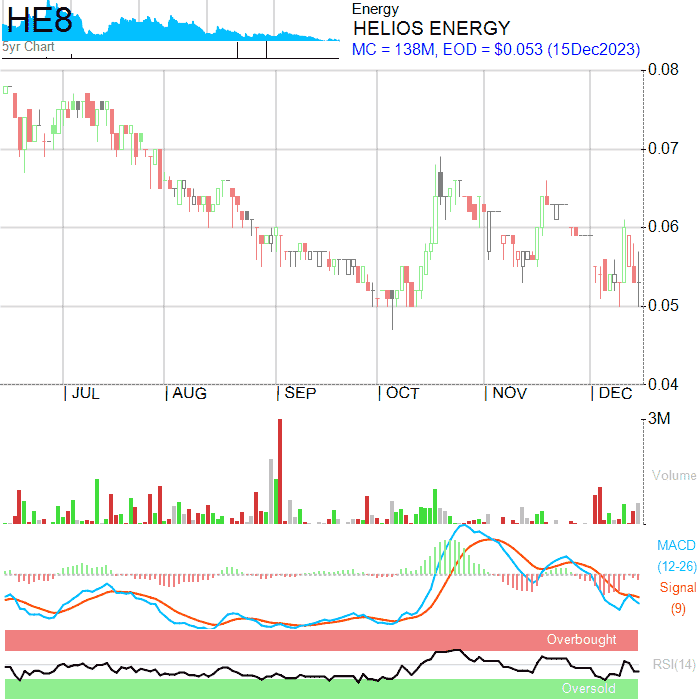 HE8
5yr Chart
Energy
HELIOS ENERGY
MC = 138M, EOD = $0.053 (15Dec2023)
0.08
0.07
0.06
0.05
0.04
JUL AUG SEP OCT NOV DEC
3M
Volume
MACD
(12-26)
Signal
(9)
Overbought
RSI(14)
Oversold